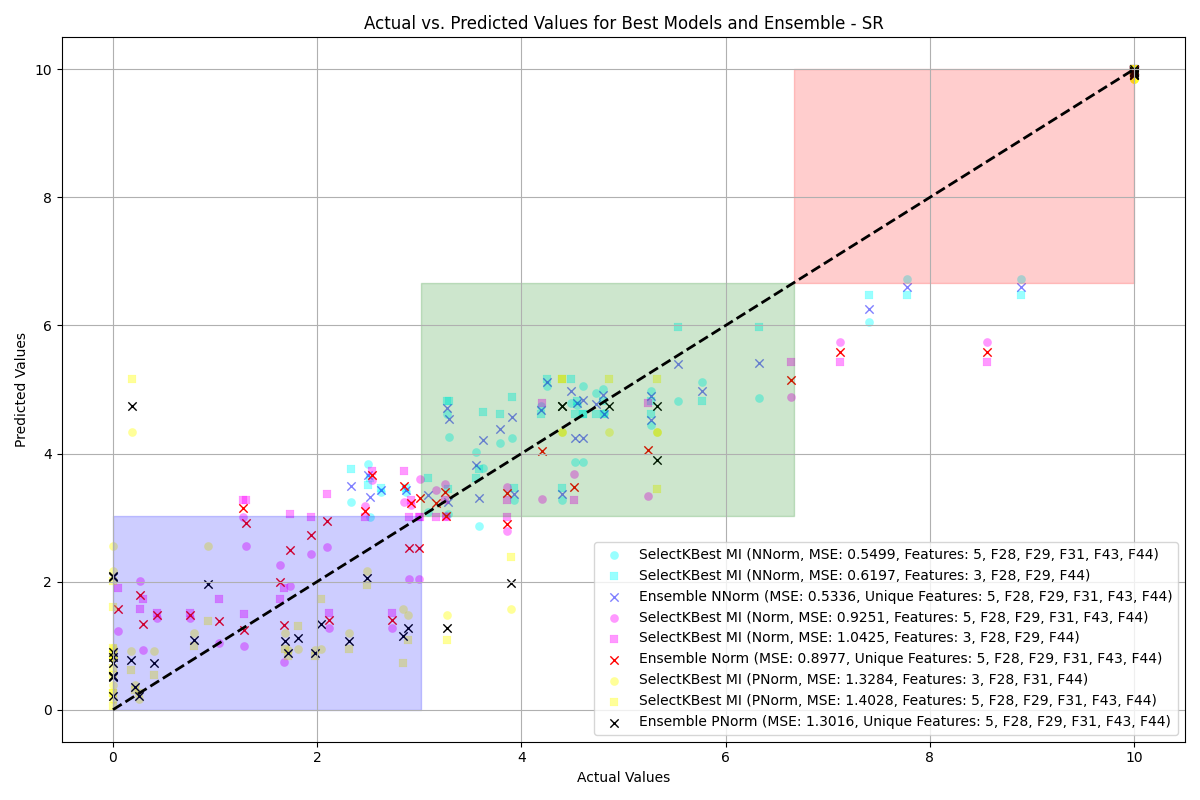 Actual vs. Predicted Values for Best Models and Ensemble - SR
10
8
6
4
2
0
Predicted Values
SelectKBest MI (NNorm, MSE: 0.5499, Features: 5, F28, F29, F31, F43, F44)
SelectKBest MI (NNorm, MSE: 0.6197, Features: 3, F28, F29, F44)
Ensemble NNorm (MSE: 0.5336, Unique Features: 5, F28, F29, F31, F43, F44)
SelectKBest MI (Norm, MSE: 0.9251, Features: 5, F28, F29, F31, F43, F44)
SelectKBest MI (Norm, MSE: 1.0425, Features: 3, F28, F29, F44)
Ensemble Norm (MSE: 0.8977, Unique Features: 5, F28, F29, F31, F43, F44)
SelectKBest MI (PNorm, MSE: 1.3284, Features: 3, F28, F31, F44)
SelectKBest MI (PNorm, MSE: 1.4028, Features: 5, F28, F29, F31, F43, F44)
Ensemble PNorm (MSE: 1.3016, Unique Features: 5, F28, F29, F31, F43, F44)
0 2 4 6 8 10
Actual Values